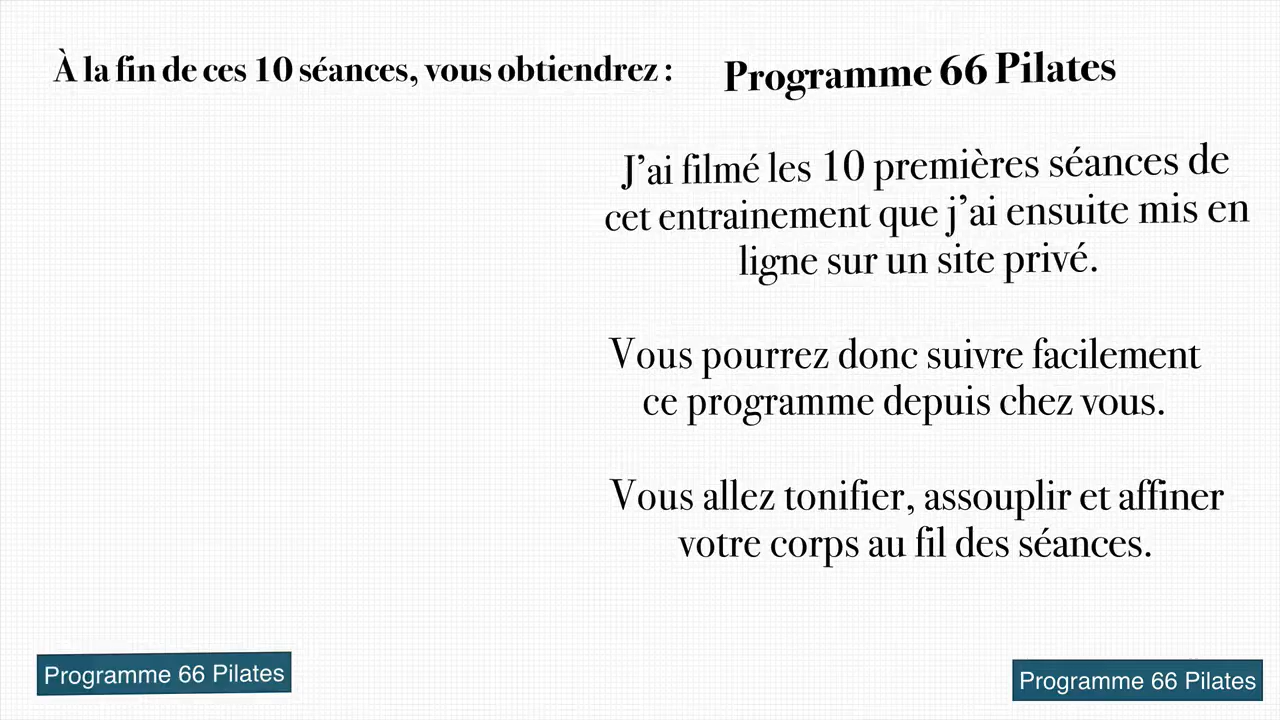 À la fin de ces 10 séances, vous obtiendrez :
Programme 66 Pilates
J'ai filmé les 10 premières séances de
cet entrainement que j'ai ensuite mis en
ligne sur un site privé.
Vous pourrez donc suivre facilement
ce programme depuis chez vous.
Vous allez tonifier, assouplir et affiner
votre corps au fil des séances.
Programme 66 Pilates
Programme 66 Pilates